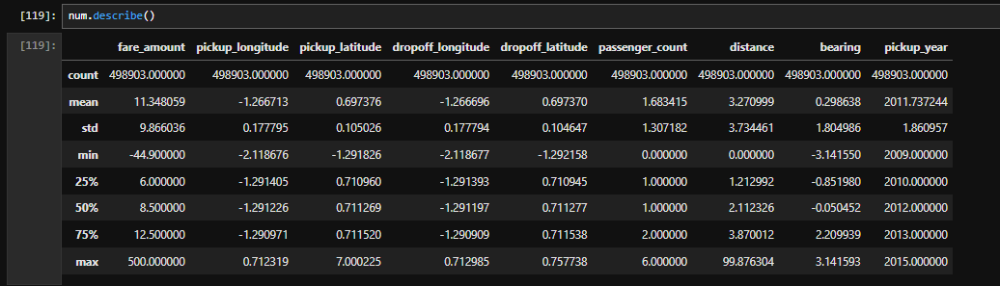 [119]: num.describe()
[119]: fare_amount pickup_longitude pickup_latitude dropoff_longitude dropoff_latitude passenger_count distance bearing pickup_year
count 498903.000000 498903.000000 498903.000000 498903.000000 498903.000000 498903.000000 498903.000000 498903.000000 498903.000000
mean 11.348059 -1.266713 0.697376 -1.266696 0.697370 1.683415 3.270999 0.298638 2011.737244
std 9.866036 0.177795 0.105026 0.177794 0.104647 1.307182 3.734461 1.804986 1.860957
min -44.900000 -2.118676 -1.291826 -2.118677 -1.292158 0.000000 0.000000 -3.141550 2009.000000
25% 6.000000 -1.291405 0.710960 -1.291393 0.710945 1.000000 1.212992 -0.851980 2010.000000
50% 8.500000 -1.291226 0.711269 -1.291197 0.711277 1.000000 2.112326 -0.050452 2012.000000
75% 12.500000 -1.290971 0.711520 -1.290909 0.711538 2.000000 3.870012 2.209939 2013.000000
max 500.000000 0.712319 7.000225 0.712985 0.757738 6.000000 99.876304 3.141593 2015.000000